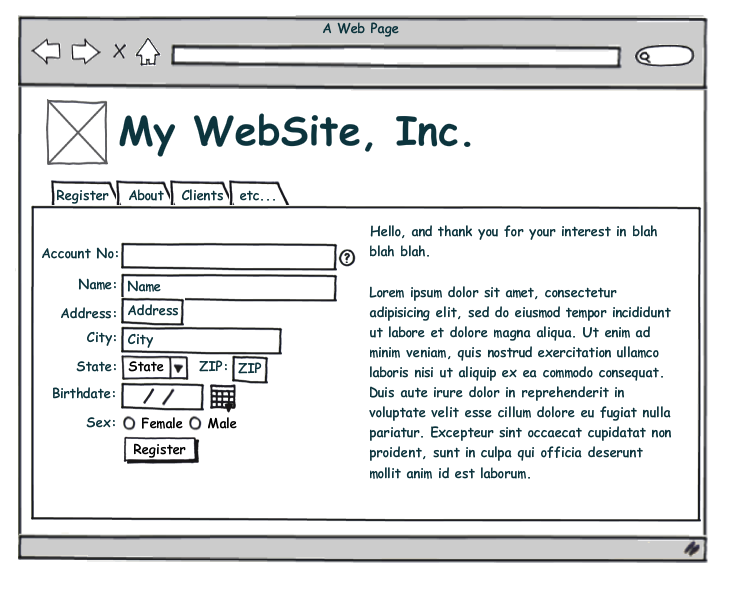 A Web Page
My WebSite, Inc.
Register About Clients etc...
Account No: ?
Name: Name
Address: Address
City: City
State: State ZIP: ZIP
Birthdate: / /
Sex: Female Male
Register
Hello, and thank you for your interest in blah
blah blah.
Lorem ipsum dolor sit amet, consectetur
adipisicing elit, sed do eiusmod tempor incididunt
ut labore et dolore magna aliqua. Ut enim ad
minim veniam, quis nostrud exercitation ullamco
laboris nisi ut aliquip ex ea commodo consequat.
Duis aute irure dolor in reprehenderit in
voluptate velit esse cillum dolore eu fugiat nulla
pariatur. Excepteur sint occaecat cupidatat non
proident, sunt in culpa qui officia deserunt
mollit anim id est laborum.